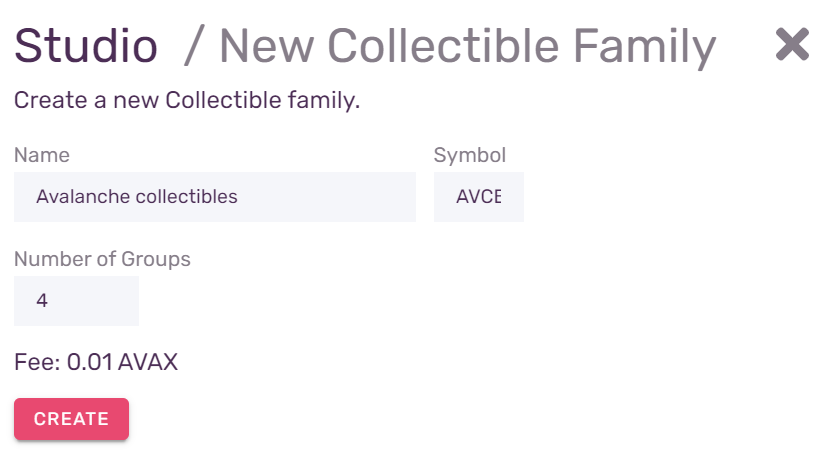 Studio / New Collectible Family
Create a new Collectible family.
Name Symbol
Avalanche collectibles AVCE
Number of Groups
4
Fee: 0.01 AVAX
CREATE